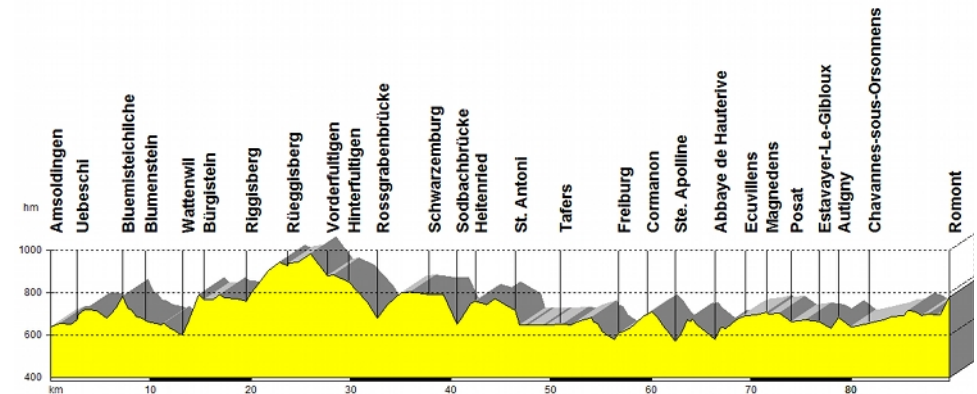 Amsoldingen
Uebeschi
Bluemisteichliche
Blumenstein
Wattenwil
Bürglstein
Riggisberg
Rüeggisberg
Vorderfultigen
Hinterfultigen
Rossgrabenbrücke
Schwarzemburg
Sodbachbrücke
Heitenried
St. Antoni
Tafers
Freiburg
Cormanon
Ste. Apolline
Abbaye de Hauterive
Ecuvillens
Magnedens
Posat
Estavayer-Le-Gibloux
Autigny
Chavannes-sous-Orsonnens
Romont
hm
1000
800
600
400
km 10 20 30 40 50 60 70 80